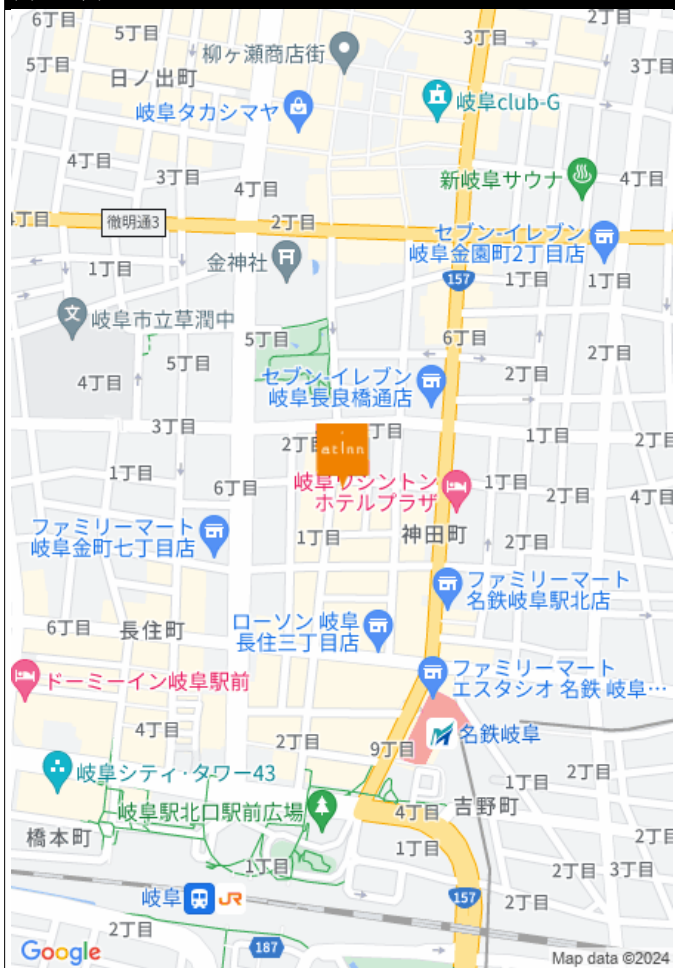 6丁目
5丁目
2丁目
柳ヶ瀬商店街
3丁目
5丁目
日ノ出町
3丁目
岐阜タカシマヤ
岐阜club-G
4丁目
3丁目
4丁目
新岐阜サウナ
4丁目
4丁目
徹明通3
2丁目
セブン-イレブン
岐阜金園町2丁目店
金神社
1丁目
157
1丁目
1丁目
岐阜市立草潤中
5丁目
6丁目
5丁目
2丁目
4丁目
セブン-イレブン
岐阜長良橋通店
2丁目
3丁目
2丁目
丁目
1丁目
2丁目
at inn
1丁目
6丁目
岐阜ワシントン
ホテルプラザ
1丁目
2丁目
4丁目
ファミリーマート
岐阜金町七丁目店
1丁目
神田町
2丁目
ファミリーマート
名鉄岐阜駅北店
6丁目
長住町
ローソン 岐阜
長住三丁目店
ドーミーイン岐阜駅前
ファミリーマート
エスタシオ 名鉄 岐阜…
4丁目
2丁目
9丁目
名鉄岐阜
岐阜シティ・タワー43
1丁目
2丁目
岐阜駅北口駅前広場
4丁目
吉野町
橋本町
1丁目
2丁目
1丁目
2丁目
3丁目
岐阜
JR
157
2丁目
2丁目
187
Google
Map data ©2024